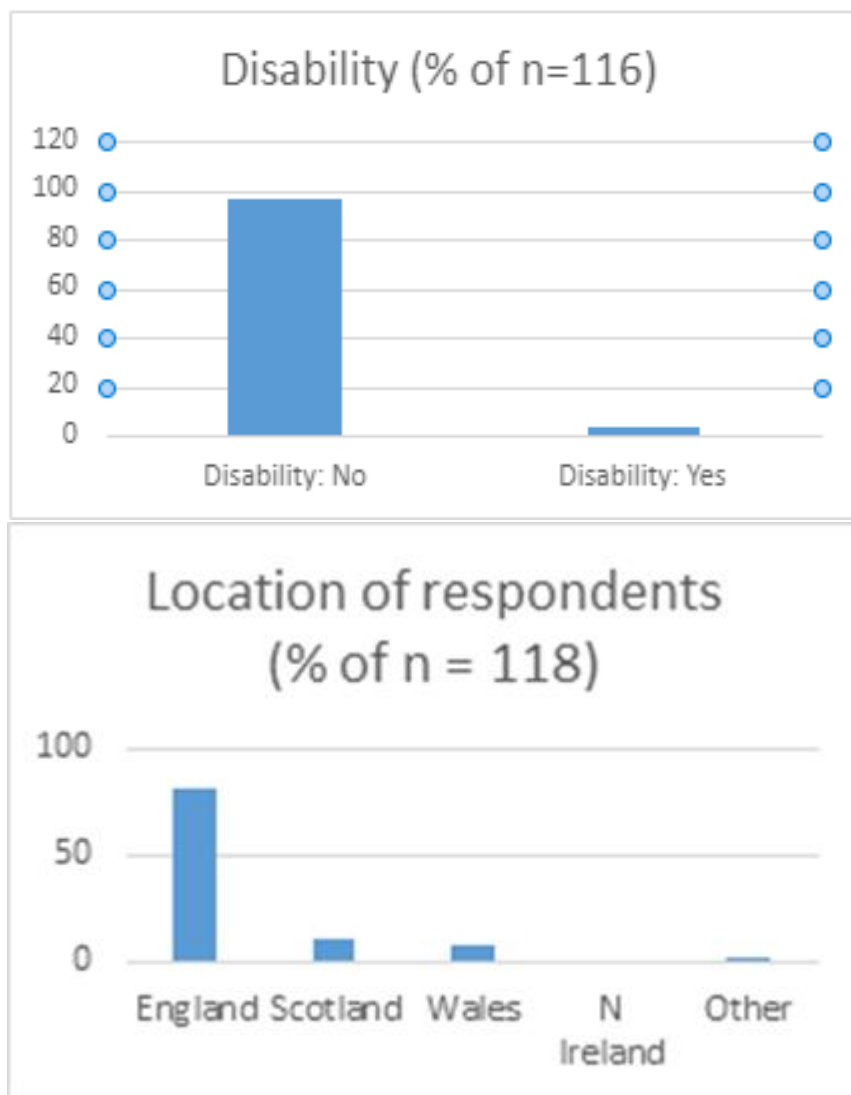 Disability (% of n=116)
120
100
80
60
40
20
0
Disability: No Disability: Yes
Location of respondents
(% of n = 118)
100
50
0
England Scotland Wales N Other
Ireland